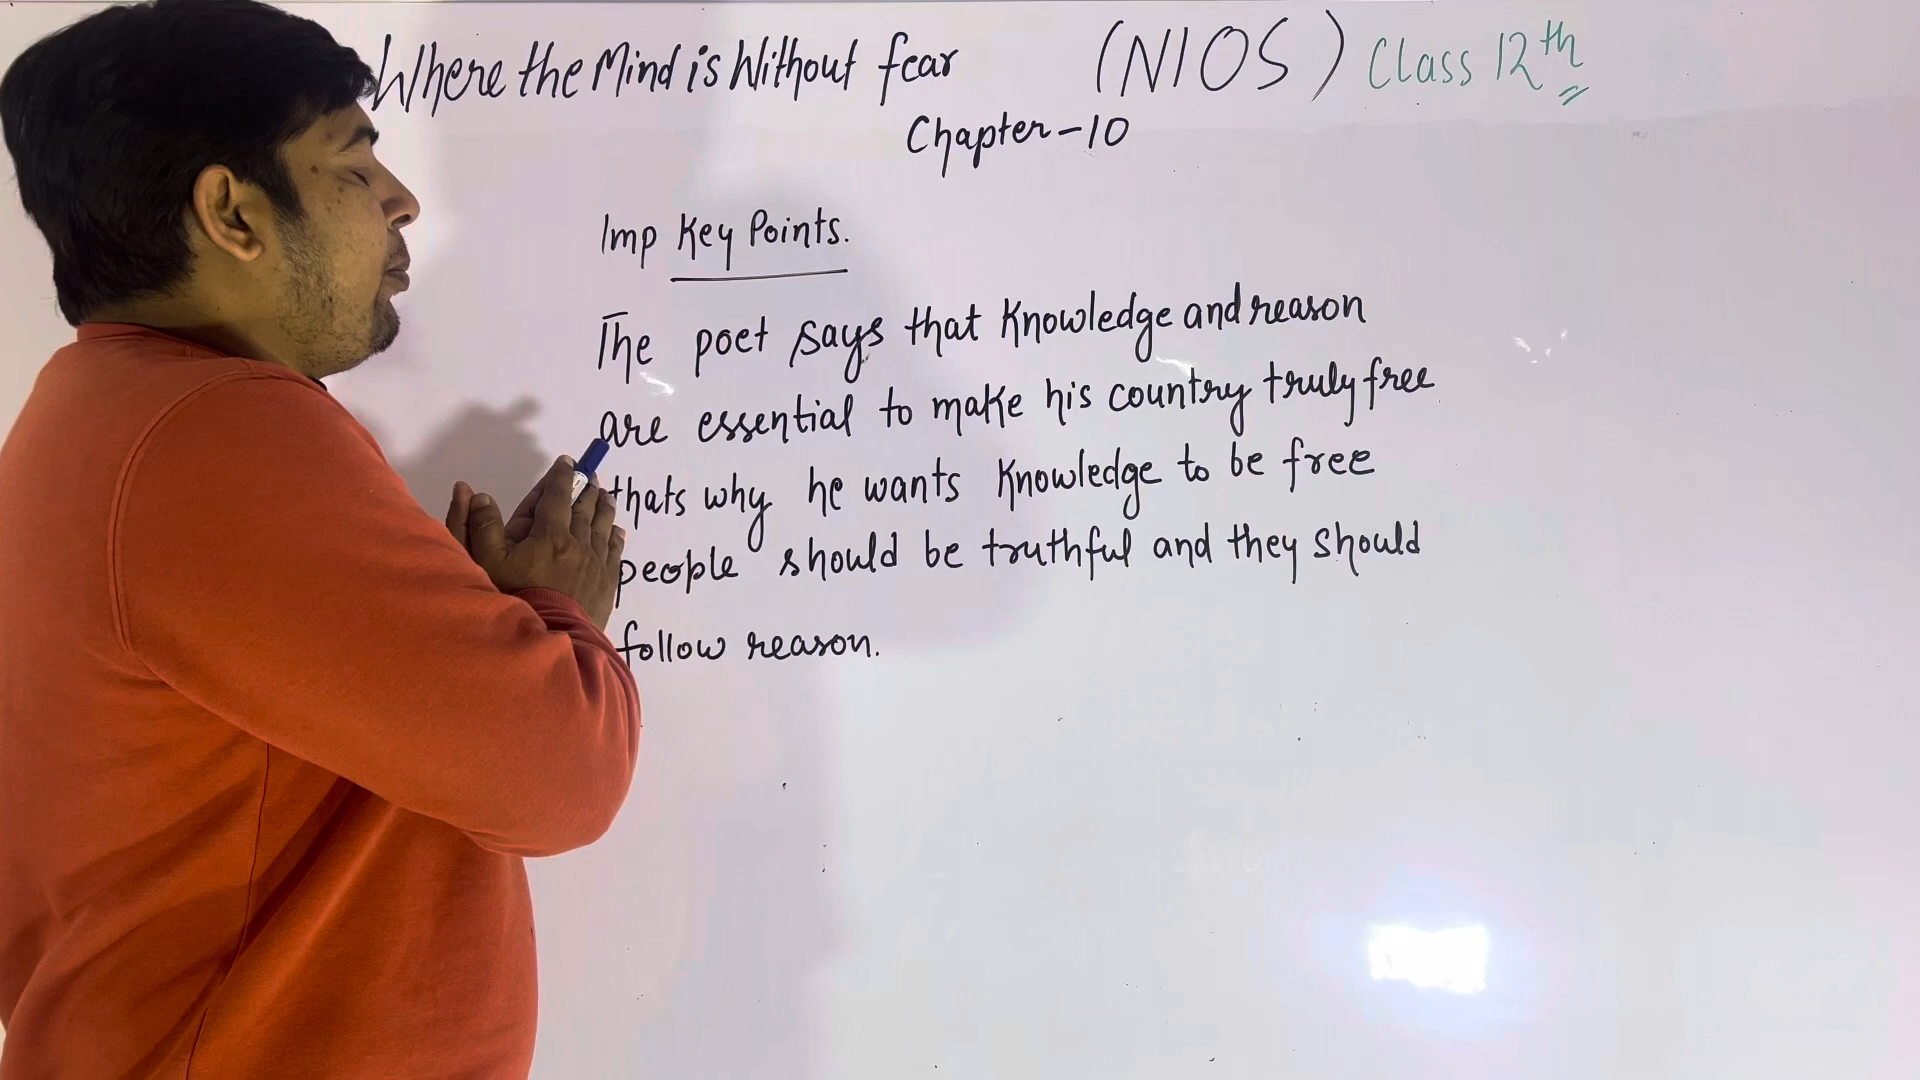 Where the Mind is Without fear (NIOS) Class 12th
Chapter-10
Imp Key Points.
The poet says that Knowledge and reason
are essential to make his country truly free
thats why he wants Knowledge to be free
people should be truthful and they should
follow reason.